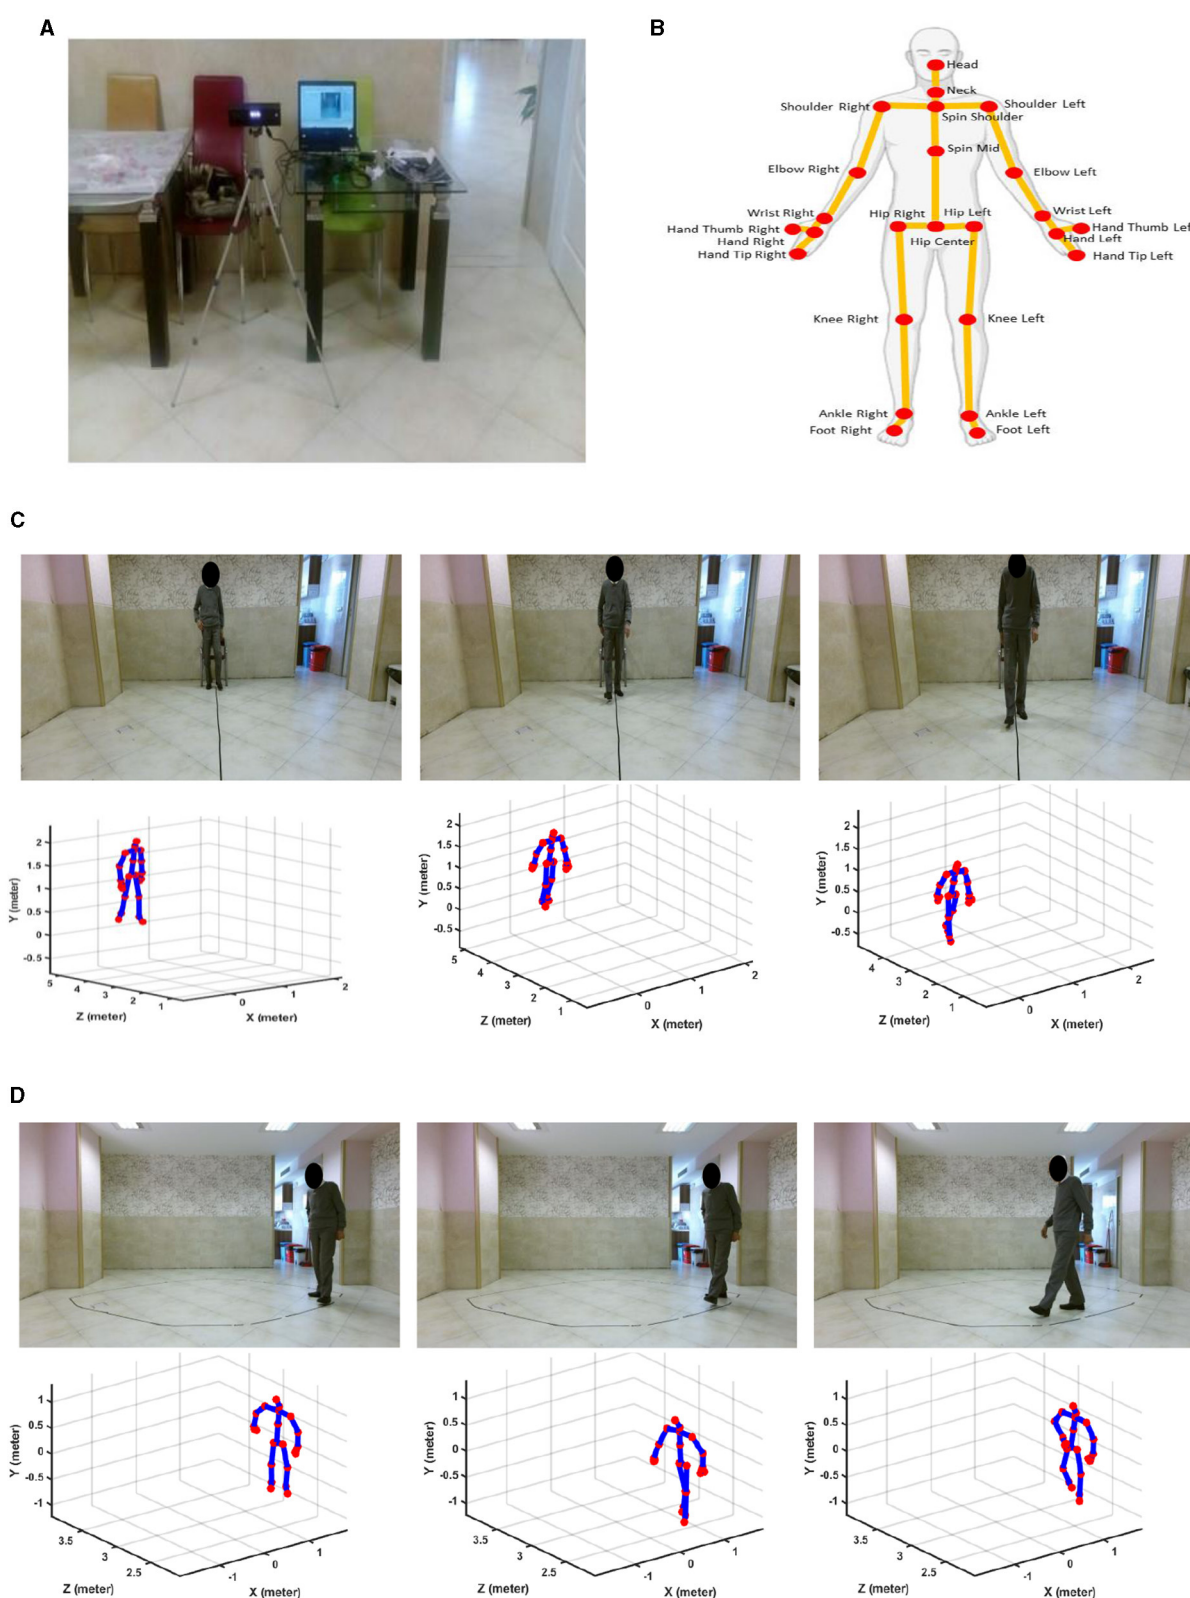 A
B
Head
Neck
Shoulder Right
Shoulder Left
Spin Shoulder
Spin Mid
Elbow Right
Elbow Left
Wrist Right
Hip Right
Hip Left
Wrist Left
Hand Thumb Right
Hand Thumb Lef
Hand Right
Hip Center
Hand Left
Hand Tip Right
Hand Tip Left
Knee Right
Knee Left
Ankle Right
Ankle Left
Foot Right
Foot Left
C
2
1.5
1
0.5
0
-0.5
Y (meter)
5
4
3
2
1
Z (meter)
0
1
2
X (meter)
2
1.5
1
0.5
0
-0.5
Y (meter)
5
4
3
2
1
Z (meter)
0
1
2
X (meter)
2
1
0.5
0
-0.5
Y (meter)
4
3
2
1
Z (meter)
0
1
2
X (meter)
D
1
0.5
0
-0.5
-1
Y (meter)
3.5
3
2.5
Z (meter)
-1
0
1
X (meter)
1
0.5
0
-0.5
-1
Y (meter)
3.5
3
2.5
Z (meter)
-1
0
1
X (meter)
1
0.5
0
-0.5
-1
Y (meter)
3.5
3
2.5
Z (meter)
-1
0
1
X (meter)